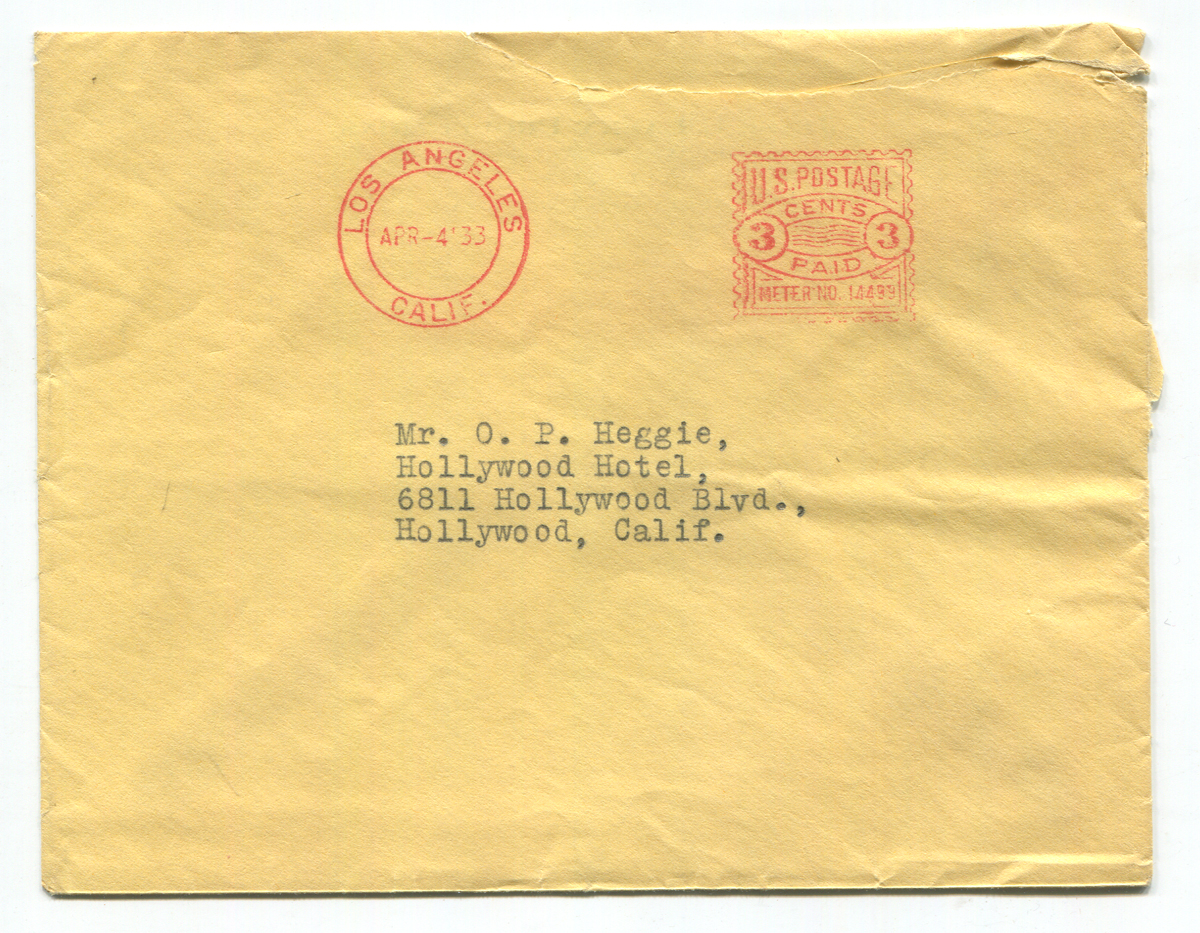 LOS ANGELES
APR-4'33
CALIF.
U.S. POSTAGE
CENTS
3 3
PAID
METER NO. 14499
Mr. O. P. Heggie,
Hollywood Hotel,
6811 Hollywood Blvd.,
Hollywood, Calif.